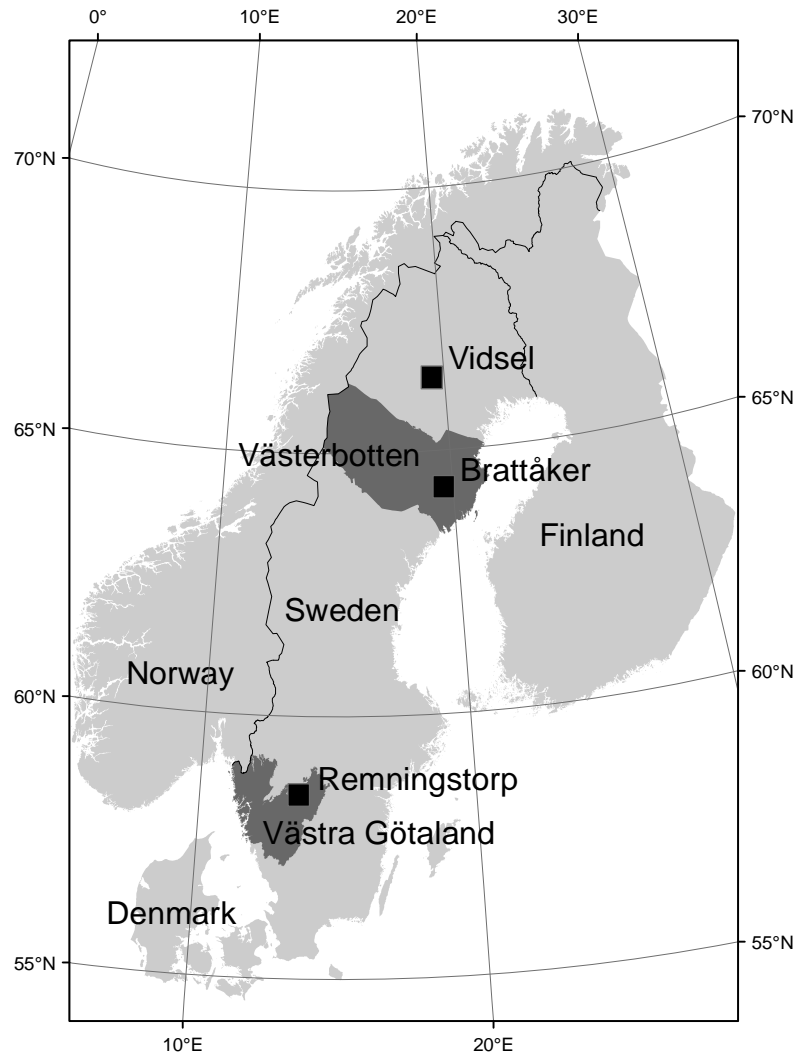 0°
10°E
20°E
30°E
70°N
70°N
Vidsel
65°N
65°N
Västerbotten
Brattåker
Finland
Sweden
Norway
60°N
60°N
Remningstorp
Västra Götaland
Denmark
55°N
55°N
10°E
20°E